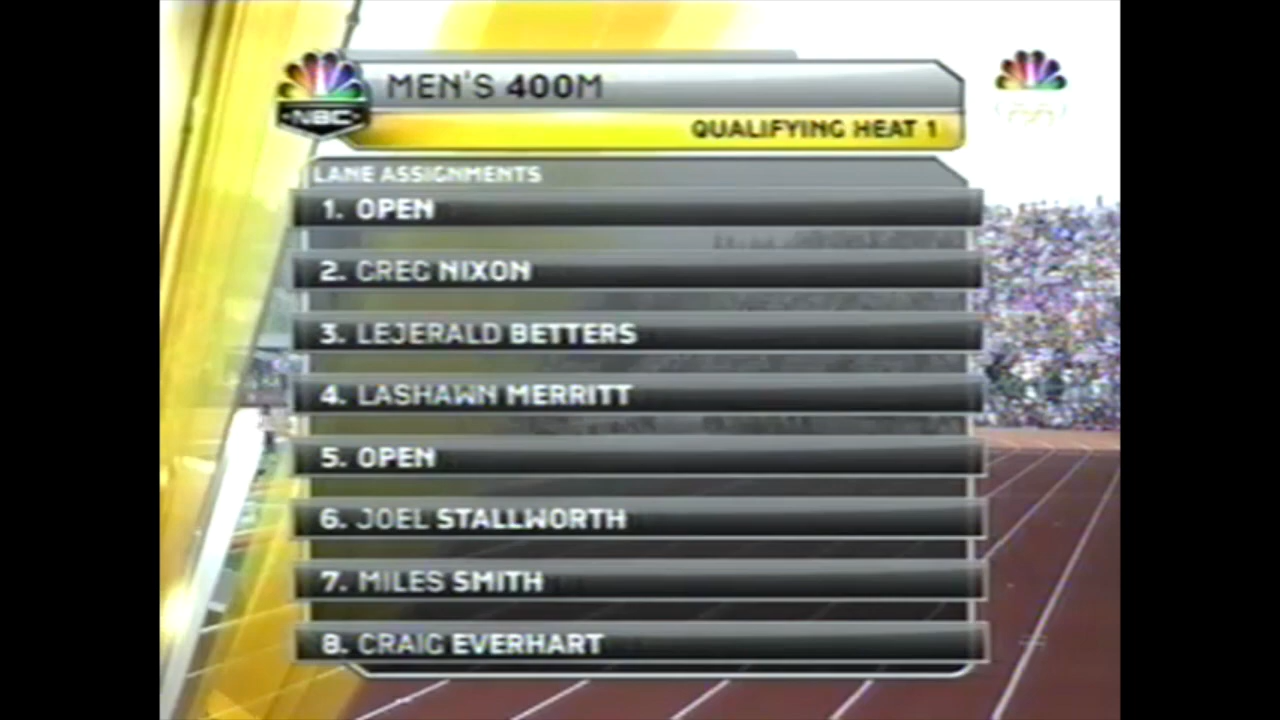 MEN'S 400M
NBC
QUALIFYING HEAT 1
LANE ASSIGNMENTS
1. OPEN
2. GREG NIXON
3. LEJERALD BETTERS
4. LASHAWN MERRITT
5. OPEN
6. JOEL STALLWORTH
7. MILES SMITH
8. CRAIG EVERHART